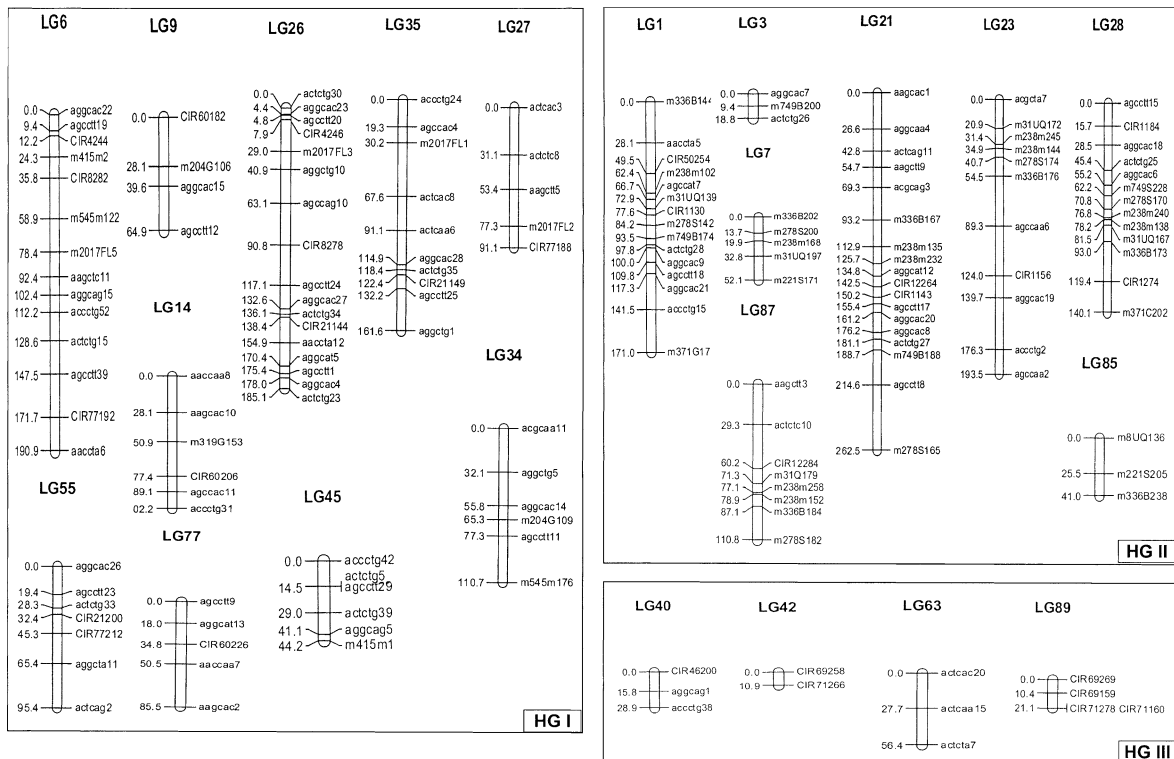 LG6
0.0 aggcac22
9.4 agcctt19
12.2 CIR4244
24.3 m415m2
35.8 CIR8282
58.9 m545m122
78.4 m2017FL5
92.4 aagctc11
102.4 aggcag15
112.2 accctg52
128.6 actctg15
147.5 agcctt39
171.7 CIR77192
190.9 aaccta6
LG55
0.0 aggcac26
19.4 agcctt23
28.3 actctg33
32.4 CIR21200
45.3 CIR77212
65.4 aggcta11
95.4 actcag2
LG9
0.0 CIR60182
28.1 m204G106
39.6 aggcac15
64.9 agcctt12
LG14
0.0 aaccaa8
28.1 aagcac10
50.9 m319G153
77.4 CIR60206
89.1 agccac11
02.2 accctg31
LG77
0.0 agcctt9
18.0 aggcat13
34.8 CIR60226
50.5 aaccaa7
85.5 aagcac2
LG26
0.0 actctg30
4.4 aggcac23
4.8 agcctt20
7.9 CIR4246
29.0 m2017FL3
40.9 aggctg10
63.1 agccag10
90.8 CIR8278
117.1 agcctt24
132.6 aggcac27
136.1 actctg34
138.4 CIR21144
154.9 aaccta12
170.4 aggcat5
175.4 agcctt1
178.0 aggcac4
185.1 actctg23
LG45
0.0 accctg42
actctg5
14.5 agcctt29
29.0 actctg39
41.1 aggcag5
44.2 m415m1
LG35
0.0 accctg24
19.3 agccac4
30.2 m2017FL1
67.6 actcac8
91.1 actcaa6
114.9 aggcac28
118.4 actctg35
122.4 CIR21149
132.2 agcctt25
161.6 aggctg1
LG27
0.0 actcac3
31.1 actctc8
53.4 aagctt5
77.3 m2017FL2
91.1 CIR77188
LG34
0.0 acgcaa11
32.1 aggctg5
55.8 aggcac14
65.3 m204G109
77.3 agcctt11
110.7 m545m176
HG I
LG1
0.0 m336B144
28.1 aaccta5
49.5 CIR50254
62.4 m238m102
66.7 agccat7
72.9 m31UQ139
77.6 CIR1130
84.2 m278S142
93.5 m749B174
97.8 actctg28
100.0 aggcac9
109.8 agcctt18
117.3 aggcac21
141.5 accctg15
171.0 m371G17
LG3
0.0 aggcac7
9.4 m749B200
18.8 actctg26
LG7
0.0 m336B202
13.7 m278S200
19.9 m238m168
32.8 m31UQ197
52.1 m221S171
LG87
0.0 aagctt3
29.3 actctc10
60.2 CIR12284
71.3 m31Q179
77.1 m238m258
78.9 m238m152
87.1 m336B184
110.8 m278S182
LG21
0.0 aagcac1
26.6 aggcaa4
42.8 actcag11
54.7 aagctt9
69.3 acgcag3
93.2 m336B167
112.9 m238m135
125.7 m238m232
134.8 aggcat12
142.5 CIR12264
150.2 CIR1143
155.4 agcctt17
161.2 aggcac20
176.2 aggcac8
181.1 actctg27
188.7 m749B188
214.6 agcctt8
262.5 m278S165
LG23
0.0 acgcta7
20.9 m31UQ172
31.4 m238m245
34.9 m238m144
40.7 m278S174
54.5 m336B176
89.3 agccaa6
124.0 CIR1156
139.7 aggcac19
176.3 accctg2
193.5 agccaa2
LG28
0.0 agcctt15
15.7 CIR1184
28.5 aggcac18
45.4 actctg25
55.2 aggcac6
62.2 m749S228
70.8 m278S170
76.8 m238m240
78.2 m238m138
81.5 m31UQ167
93.0 m336B173
119.4 CIR1274
140.1 m371C202
LG85
0.0 m8UQ136
25.5 m221S205
41.0 m336B238
HG II
LG40
0.0 CIR46200
15.8 aggcag1
28.9 accctg38
LG42
0.0 CIR69258
10.9 CIR71266
LG63
0.0 actcac20
27.7 actcaa15
56.4 actcta7
LG89
0.0 CIR69269
10.4 CIR69159
21.1 CIR71278 CIR71160
HG III